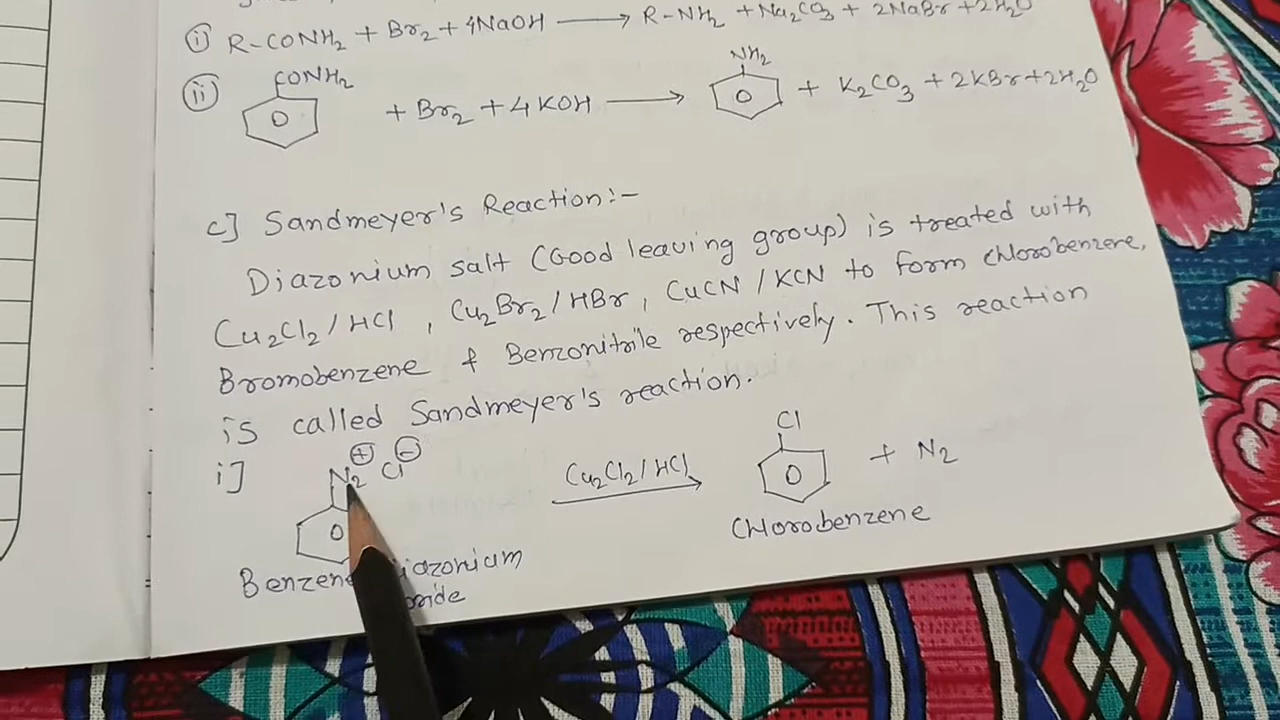 (i) R-CONH2 + Br2 + 4NaOH ⟶ R-NH2 + Na2CO3 + 2NaBr + 2H2O
(ii) CONH2 + Br2 + 4KOH ⟶ NH2 + K2CO3 + 2KBr + 2H2O
c] Sandmeyer's Reaction:-
Diazonium salt (Good leaving group) is treated with
Cu2Cl2/HCl, Cu2Br2/HBr, CuCN/KCN to form chlorobenzene,
Bromobenzene & Benzonitrile respectively. This reaction
is called Sandmeyer's reaction.
i] N2⊕ Cl⊖ Cu2Cl2/HCl ⟶ Cl + N2
Benzene diazonium Chlorobenzene